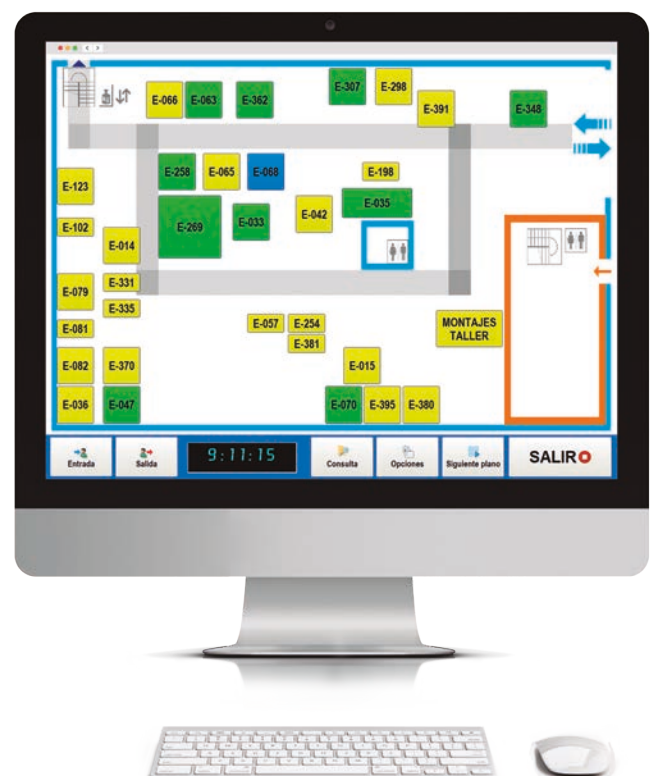 E-307 E-298
E-066 E-063 E-362
E-391 E-348
E-258 E-065 E-068 E-198
E-123
E-035
E-042
E-102 E-269 E-033
E-014
E-331
E-079
E-335
E-057 E-254 MONTAJES
TALLER
E-081
E-381
E-082 E-370 E-015
E-036 E-047 E-070 E-395 E-380
Entrada Salida 9:11:15 Consulta Opciones Siguiente plano SALIR